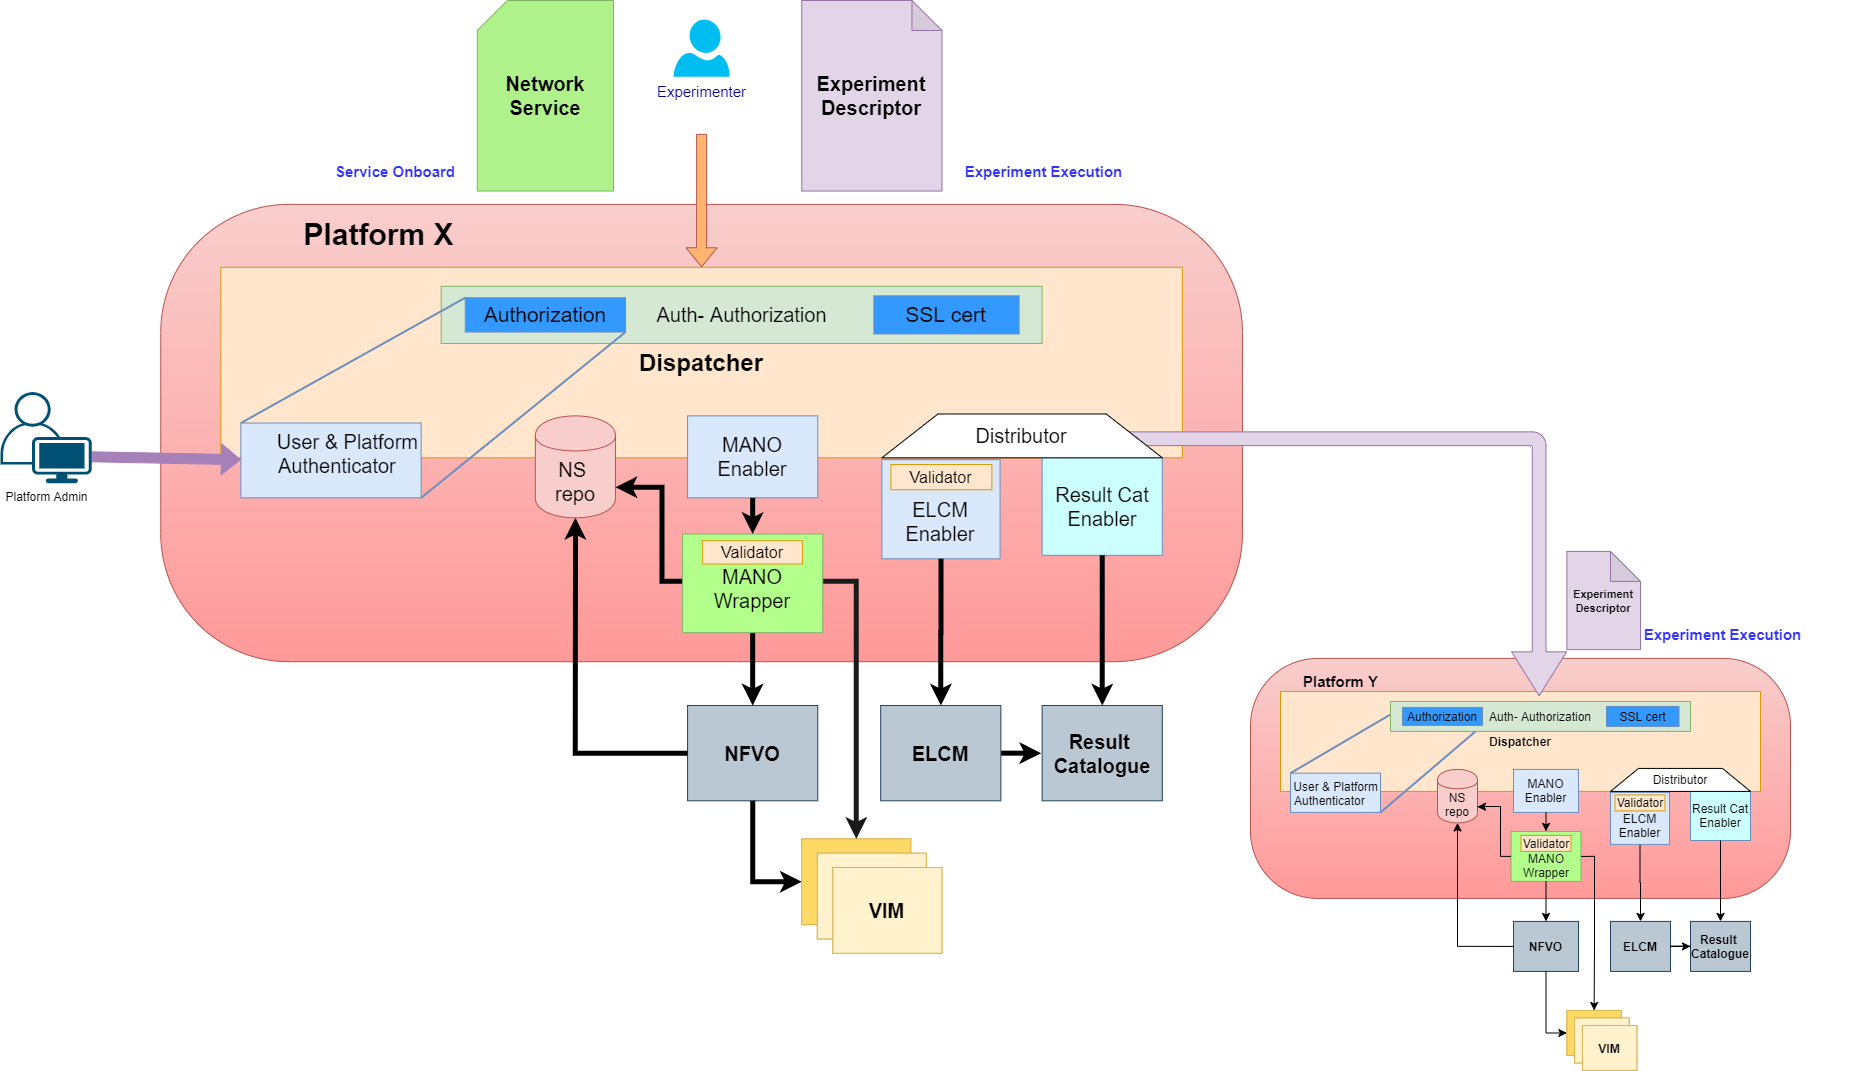 Network
Service
Experimenter
Experiment
Descriptor
Service Onboard
Experiment Execution
Platform X
Authorization
Auth- Authorization
SSL cert
Dispatcher
User & Platform
Authenticator
Platform Admin
NS
repo
MANO
Enabler
Distributor
Validator
ELCM
Enabler
Result Cat
Enabler
Validator
MANO
Wrapper
NFVO
ELCM
Result
Catalogue
VIM
Experiment
Descriptor
Experiment Execution
Platform Y
Authorization
Auth- Authorization
SSL cert
Dispatcher
User & Platform
Authenticator
NS
repo
MANO
Enabler
Distributor
Validator
ELCM
Enabler
Result Cat
Enabler
Validator
MANO
Wrapper
NFVO
ELCM
Result
Catalogue
VIM